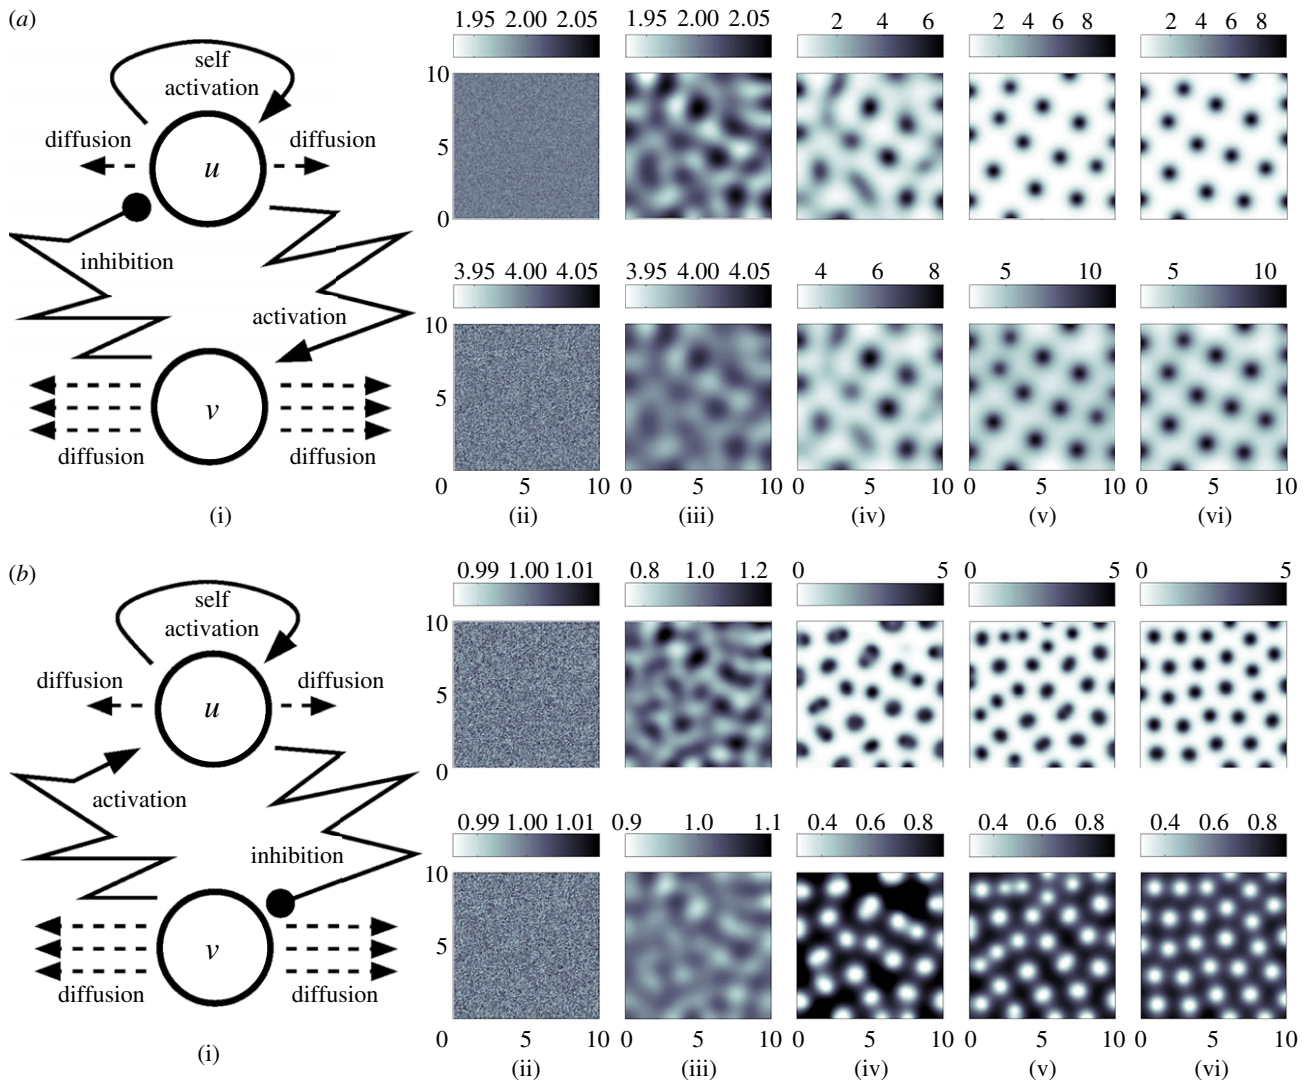 (a)
self
activation
diffusion
diffusion
u
inhibition
activation
v
diffusion
diffusion
(i)
1.95 2.00 2.05
1.95 2.00 2.05
2 4 6
2 4 6 8
2 4 6 8
10
5
0
3.95 4.00 4.05
3.95 4.00 4.05
4 6 8
5 10
5 10
10
5
5 10
0 5 10
0 5 10
0 5 10
0 5 10
(ii)
(iii)
(iv)
(v)
(vi)
(b)
self
activation
diffusion
diffusion
u
activation
inhibition
v
diffusion
diffusion
(i)
0.99 1.00 1.01
0.8 1.0 1.2
0 5
0 5
0 5
10
5
0
0.99 1.00 1.01
0.9 1.0 1.1
0.4 0.6 0.8
0.4 0.6 0.8
0.4 0.6 0.8
10
5
0 5 10
0 5 10
0 5 10
0 5 10
0 5 10
(ii)
(iii)
(iv)
(v)
(vi)